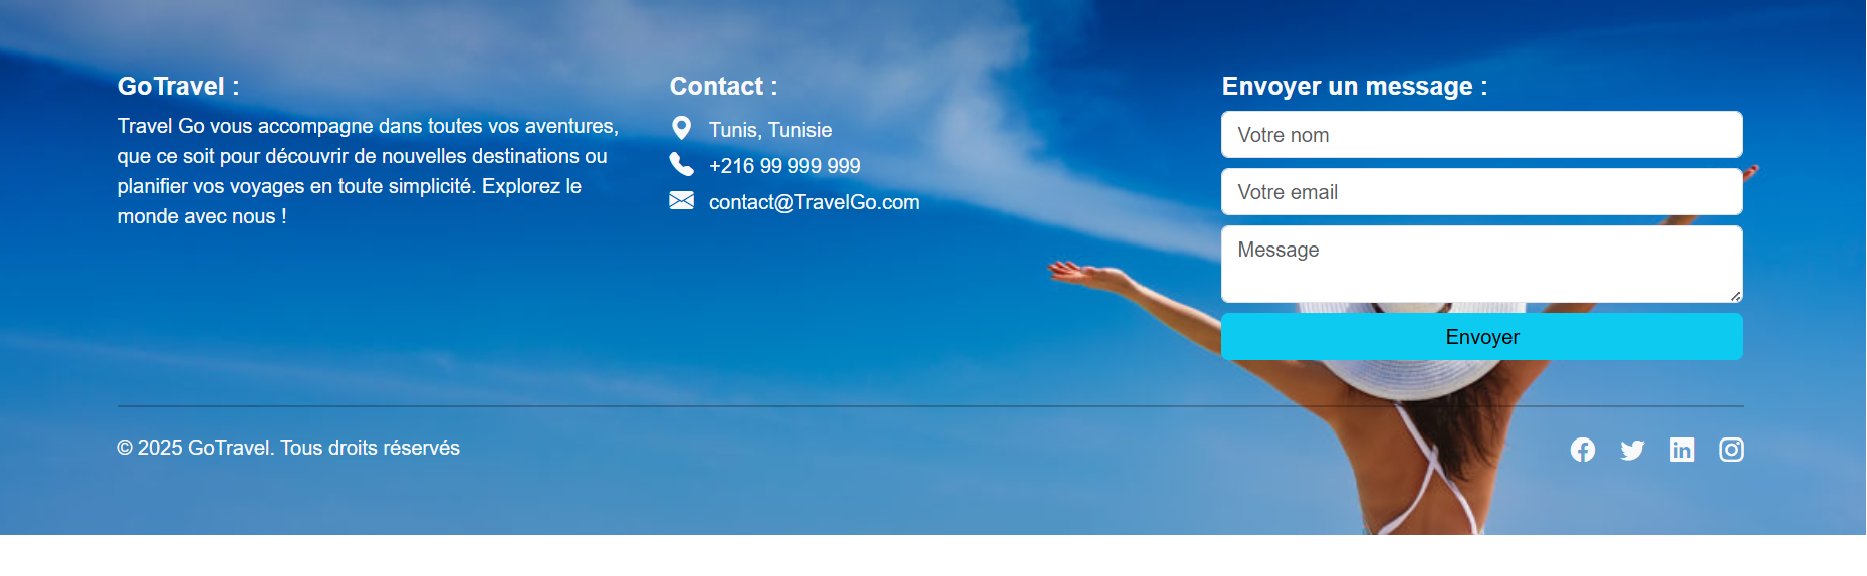 GoTravel :
Travel Go vous accompagne dans toutes vos aventures,
que ce soit pour découvrir de nouvelles destinations ou
planifier vos voyages en toute simplicité. Explorez le
monde avec nous !
Contact :
Tunis, Tunisie
+216 99 999 999
contact@TravelGo.com
Envoyer un message :
Votre nom
Votre email
Message
Envoyer
© 2025 GoTravel. Tous droits réservés